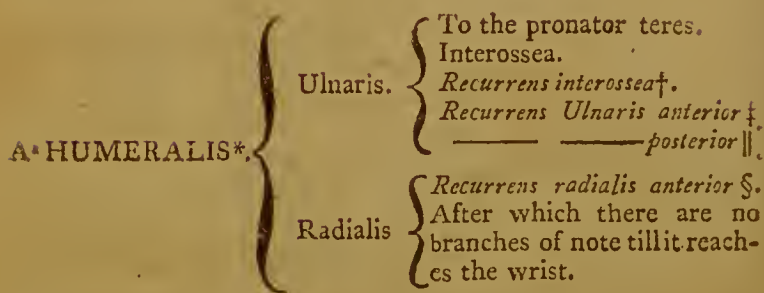 To the pronator teres.
Interossea.
Ulnaris.
Recurrens interossea†.
Recurrens Ulnaris anterior ‡.
—— ——posterior ||.
A· HUMERALIS*.
Recurrens radialis anterior §.
Radialis
After which there are no
branches of note till it reach-
es the wrist.